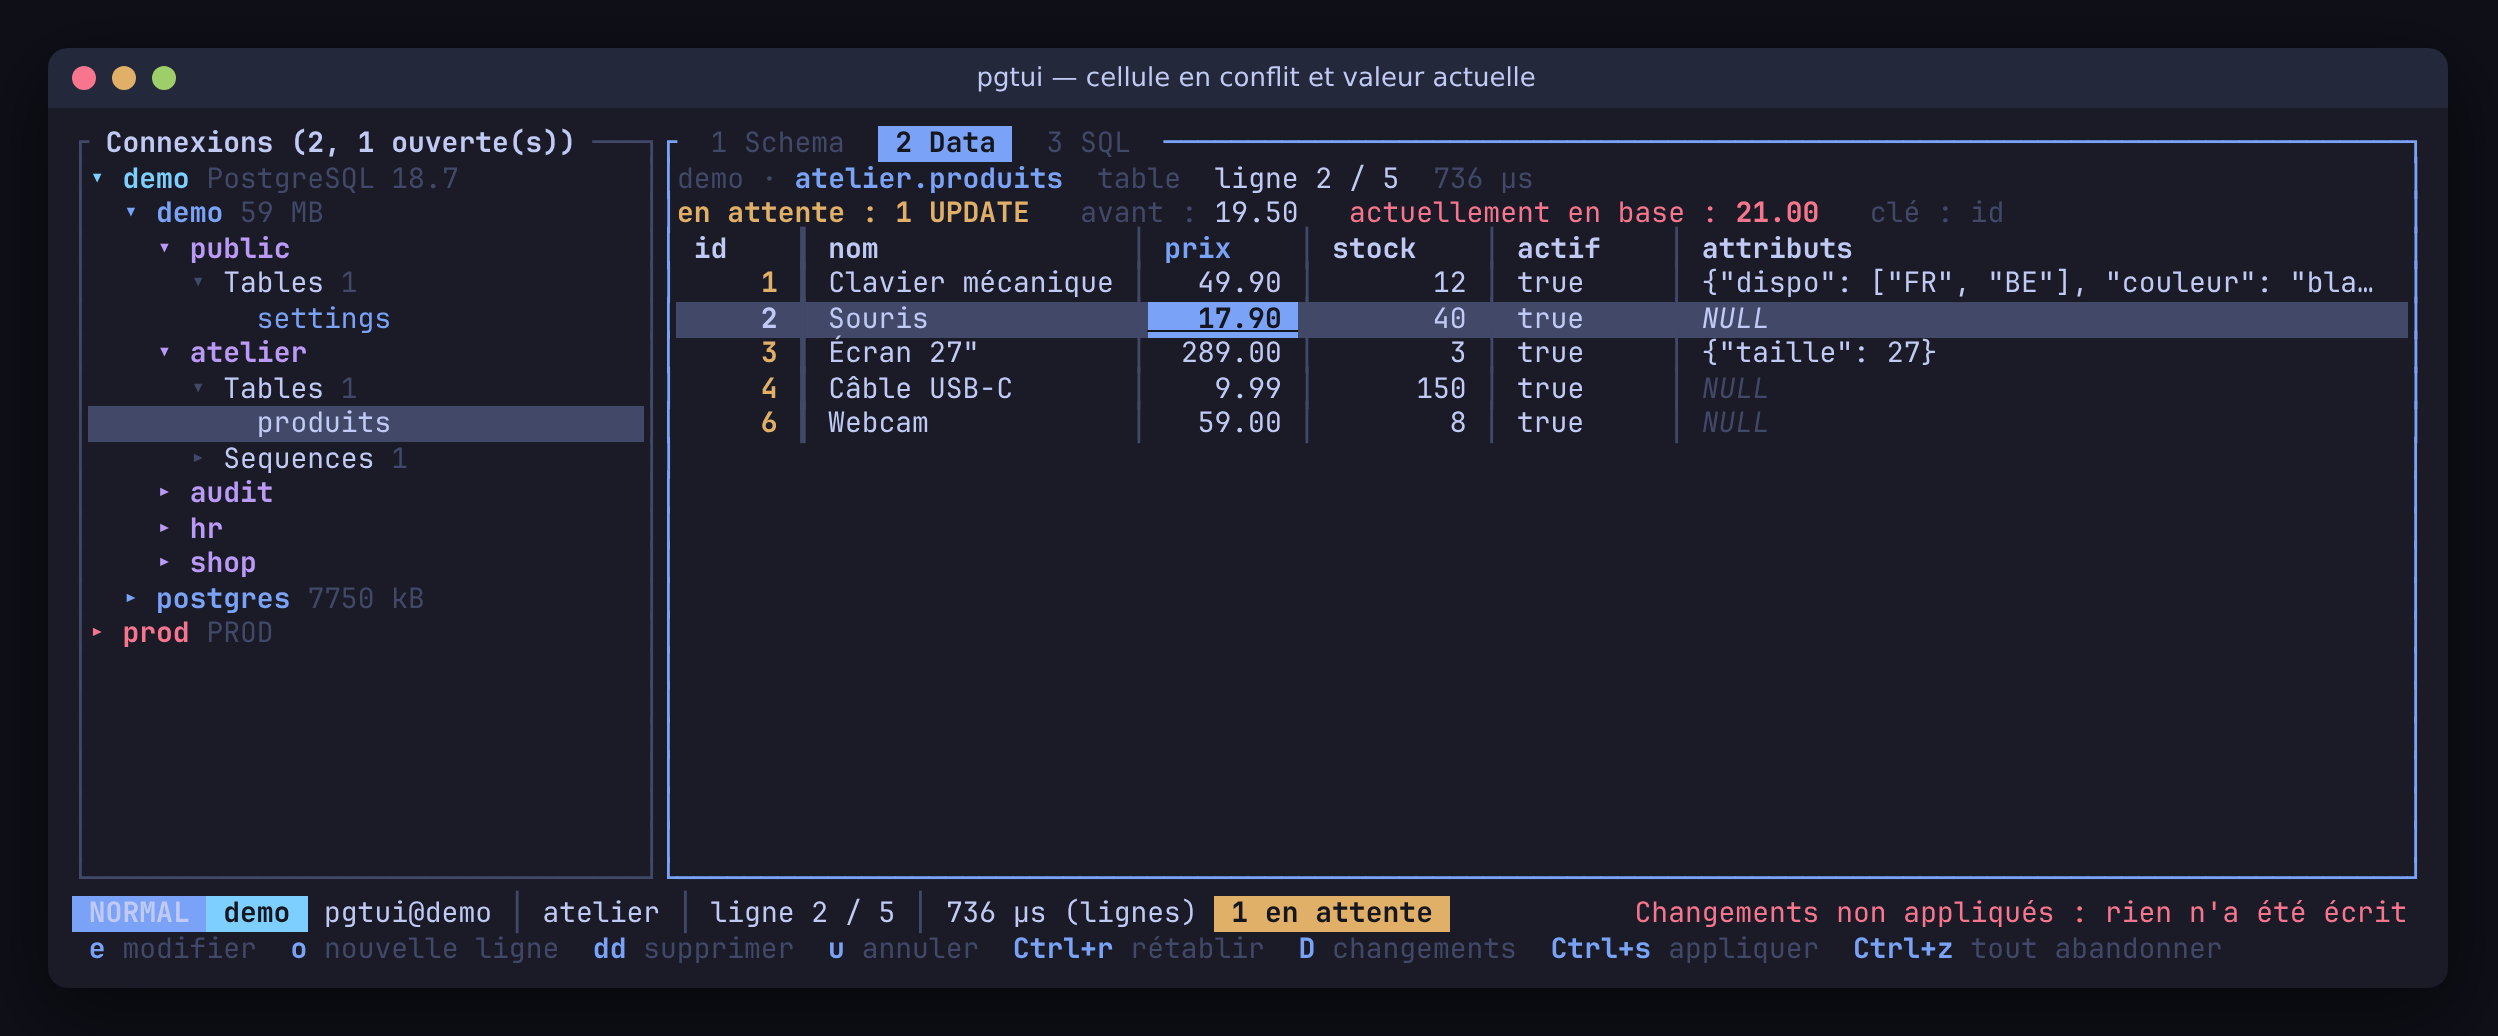 pgtui — cellule en conflit et valeur actuelle
Connexions (2, 1 ouverte(s))
▾ demo PostgreSQL 18.7
▾ demo 59 MB
▾ public
▾ Tables 1
settings
▾ atelier
▾ Tables 1
produits
▸ Sequences 1
▸ audit
▸ hr
▸ shop
▸ postgres 7750 kB
▸ prod PROD
1 Schema 2 Data 3 SQL
demo · atelier.produits table ligne 2 / 5 736 µs
en attente : 1 UPDATE avant : 19.50 actuellement en base : 21.00 clé : id
id │ nom │ prix │ stock │ actif │ attributs
1 │ Clavier mécanique │ 49.90 │ 12 │ true │ {"dispo": ["FR", "BE"], "couleur": "bla…
2 Souris 17.90 40 true NULL
3 │ Écran 27" │ 289.00 │ 3 │ true │ {"taille": 27}
4 │ Câble USB-C │ 9.99 │ 150 │ true │ NULL
6 │ Webcam │ 59.00 │ 8 │ true │ NULL
NORMAL demo pgtui@demo │ atelier │ ligne 2 / 5 │ 736 µs (lignes) 1 en attente Changements non appliqués : rien n'a été écrit
e modifier o nouvelle ligne dd supprimer u annuler Ctrl+r rétablir D changements Ctrl+s appliquer Ctrl+z tout abandonner